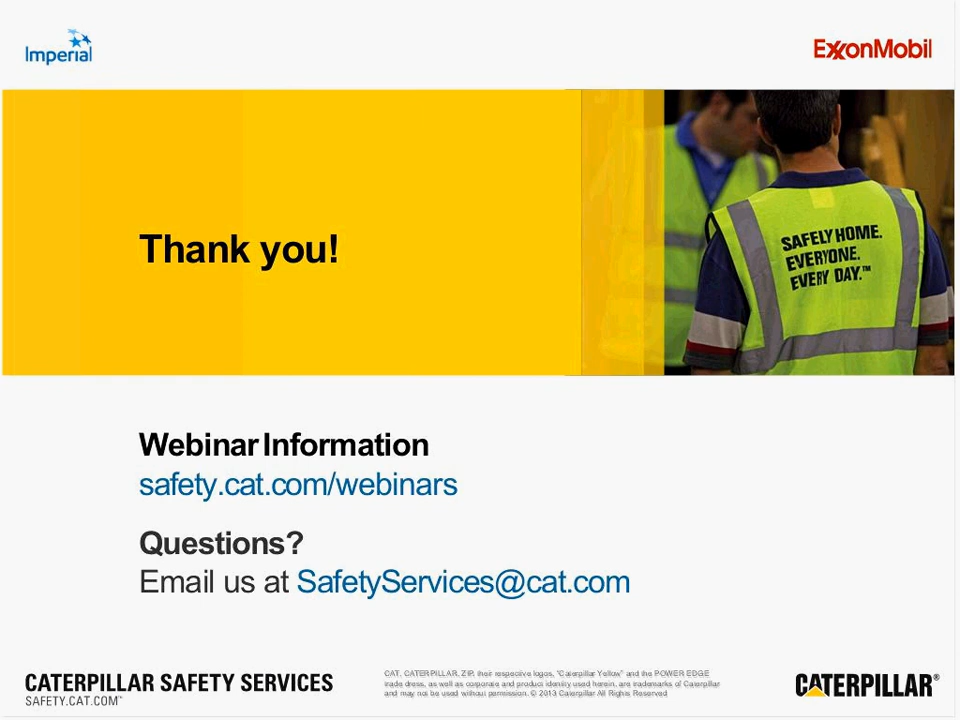 Imperial
ExxonMobil
Thank you!
SAFELY HOME.
EVERYONE.
EVERY DAY.™
Webinar Information
safety.cat.com/webinars
Questions?
Email us at SafetyServices@cat.com
CATERPILLAR SAFETY SERVICES
SAFETY.CAT.COM™
CAT, CATERPILLAR, ZIP, their respective logos, "Caterpillar Yellow" and the POWER EDGE
trade dress, as well as corporate and product identity used herein, are trademarks of Caterpillar
and may not be used without permission. © 2013 Caterpillar All Rights Reserved
CATERPILLAR®